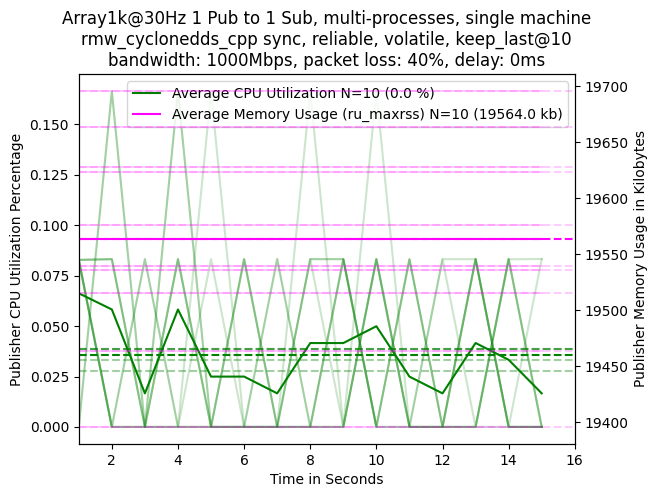 Array1k@30Hz 1 Pub to 1 Sub, multi-processes, single machine
rmw_cyclonedds_cpp sync, reliable, volatile, keep_last@10
bandwidth: 1000Mbps, packet loss: 40%, delay: 0ms
Average CPU Utilization N=10 (0.0 %)
Average Memory Usage (ru_maxrss) N=10 (19564.0 kb)
Publisher CPU Utilization Percentage
0.150
0.125
0.100
0.075
0.050
0.025
0.000
19700
19650
19600
19550
19500
19450
19400
Publisher Memory Usage in Kilobytes
2 4 6 8 10 12 14 16
Time in Seconds